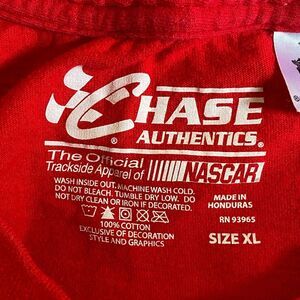 CHASE
AUTHENTICS®
The Official
Trackside Apparel of NASCAR
WASH INSIDE OUT. MACHINE WASH COLD.
DO NOT BLEACH. TUMBLE DRY LOW. DO
NOT DRY CLEAN OR IRON IF DECORATED.
100% COTTON
EXCLUSIVE OF DECORATION
STYLE AND GRAPHICS
MADE IN
HONDURAS
RN 93965
SIZE XL